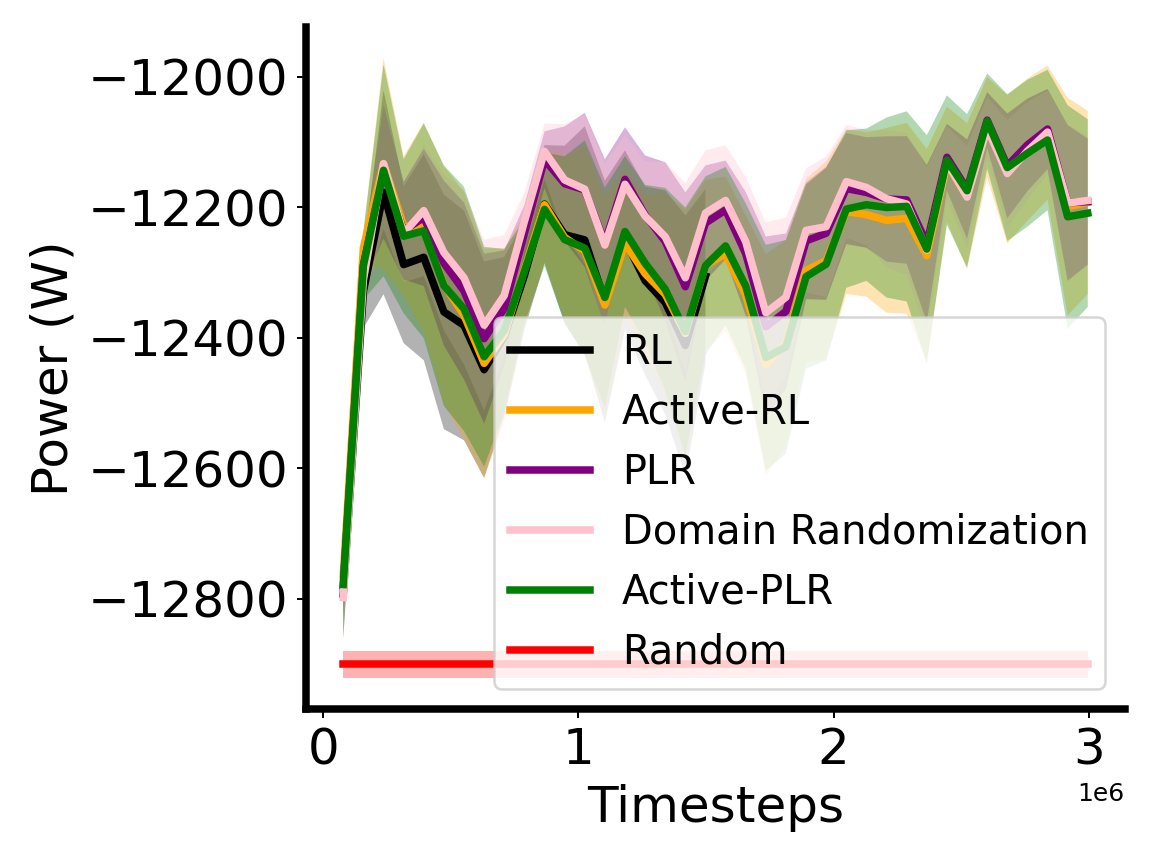 −12000
−12200
−12400
−12600
−12800
Power (W)
RL
Active-RL
PLR
Domain Randomization
Active-PLR
Random
0
1
2
3
1e6
Timesteps